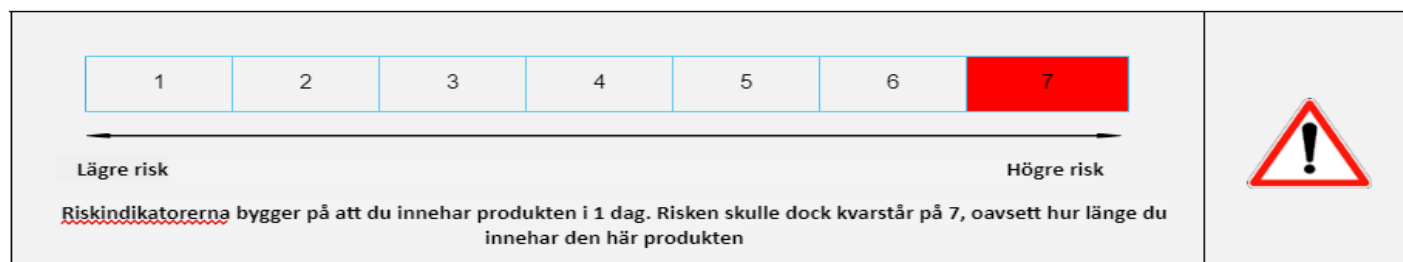 1 2 3 4 5 6 7
Lägre risk Högre risk
Riskindikatorerna bygger på att du innehar produkten i 1 dag. Risken skulle dock kvarstår på 7, oavsett hur länge du
innehar den här produkten